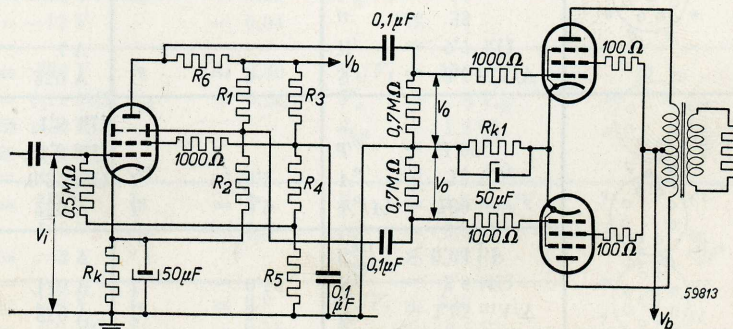 0,1µF
1000Ω
100Ω
R6
Vb
R1
R3
0,7MΩ
Vo
1000Ω
Rk1
50µF
R2
R4
0,7MΩ
Vo
0,5MΩ
Vi
1000Ω
100Ω
0,1µF
Rk
50µF
R5
0,1
µF
59813
Vb